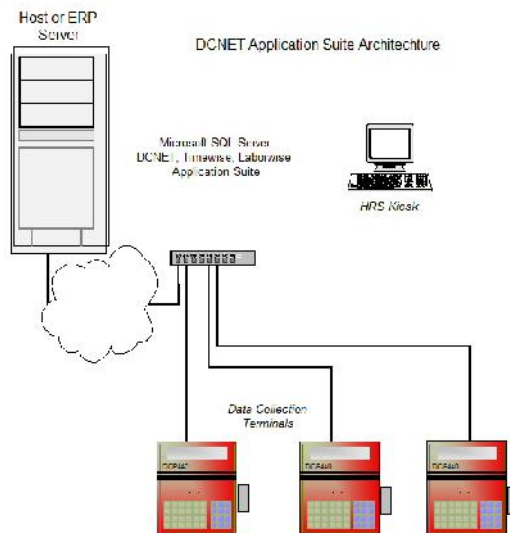 Host or ERP
Server
DCNET Application Suite Architechture
Microsoft SQL Server
DCNET, Timewise, Laborwise
Application Suite
HRS Kiosk
Data Collection
Terminals